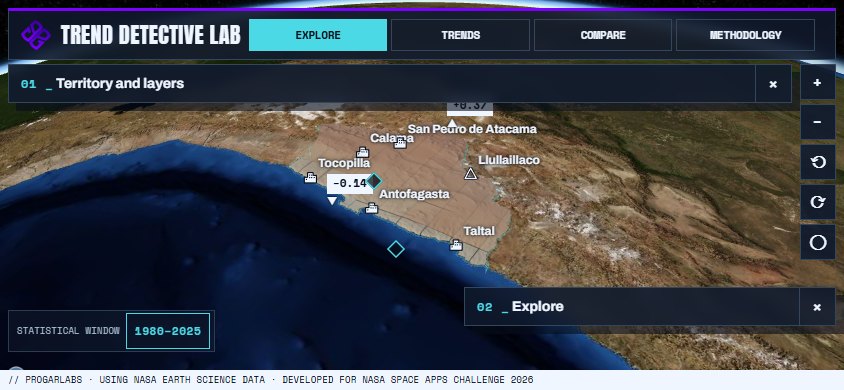 TREND DETECTIVE LAB
EXPLORE
TRENDS
COMPARE
METHODOLOGY
01 _ Territory and layers ×
+
−
+0.37
San Pedro de Atacama
Calama
Tocopilla
Llullaillaco
-0.14
Antofagasta
Taltal
02 _ Explore ×
STATISTICAL WINDOW 1980–2025
// PROGARLABS · USING NASA EARTH SCIENCE DATA · DEVELOPED FOR NASA SPACE APPS CHALLENGE 2026